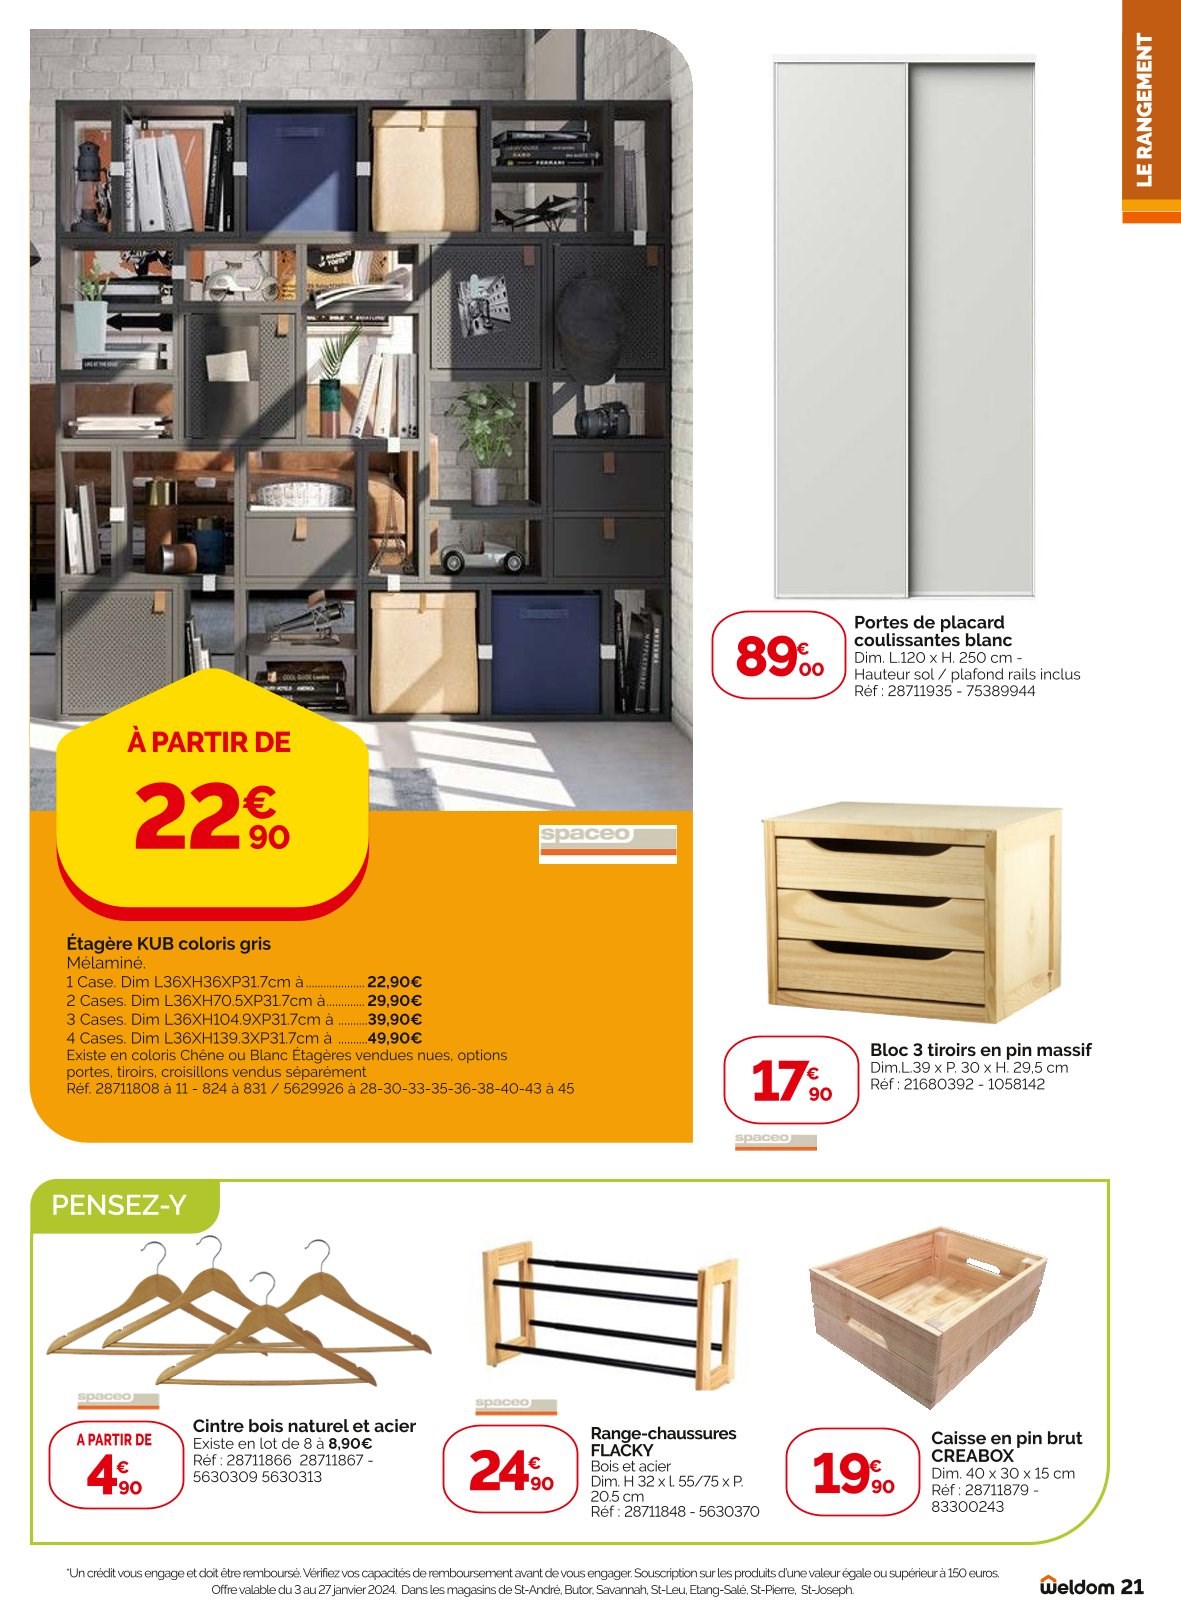 LE RANGEMENT
À PARTIR DE
22€90
spaceo
Étagère KUB coloris gris
Mélaminé.
1 Case. Dim L36XH36XP31.7cm à .................... 22,90€
2 Cases. Dim L36XH70.5XP31.7cm à ............. 29,90€
3 Cases. Dim L36XH104.9XP31.7cm à .......... 39,90€
4 Cases. Dim L36XH139.3XP31.7cm à .......... 49,90€
Existe en coloris Chêne ou Blanc Étagères vendues nues, options
portes, tiroirs, croisillons vendus séparément
Réf. 28711808 à 11 - 824 à 831 / 5629926 à 28-30-33-35-36-38-40-43 à 45
89€00
Portes de placard
coulissantes blanc
Dim. L.120 x H. 250 cm -
Hauteur sol / plafond rails inclus
Réf : 28711935 - 75389944
17€90
Bloc 3 tiroirs en pin massif
Dim.L.39 x P. 30 x H. 29,5 cm
Réf : 21680392 - 1058142
spaceo
PENSEZ-Y
spaceo
A PARTIR DE
4€90
Cintre bois naturel et acier
Existe en lot de 8 à 8,90€
Réf : 28711866 28711867 -
5630309 5630313
spaceo
24€90
Range-chaussures
FLACKY
Bois et acier
Dim. H 32 x l. 55/75 x P.
20.5 cm
Réf : 28711848 - 5630370
19€90
Caisse en pin brut
CREABOX
Dim. 40 x 30 x 15 cm
Réf : 28711879 -
83300243
*Un crédit vous engage et doit être remboursé. Vérifiez vos capacités de remboursement avant de vous engager. Souscription sur les produits d'une valeur égale ou supérieur à 150 euros.
Offre valable du 3 au 27 janvier 2024. Dans les magasins de St-André, Butor, Savannah, St-Leu, Etang-Salé, St-Pierre, St-Joseph.
weldom 21